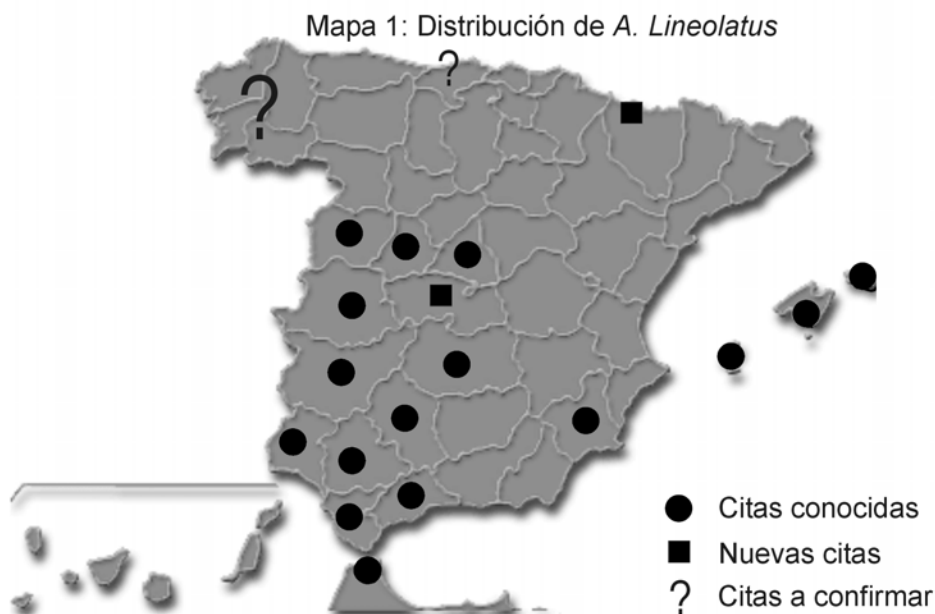 Mapa 1: Distribución de A. Lineolatus
?
?
Citas conocidas
Nuevas citas
? Citas a confirmar